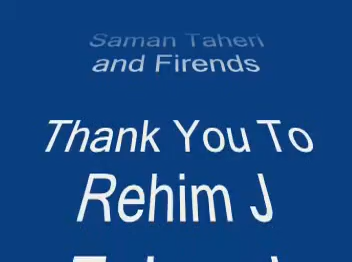 Saman Taheri
and Firends
Thank You To
Rehim J